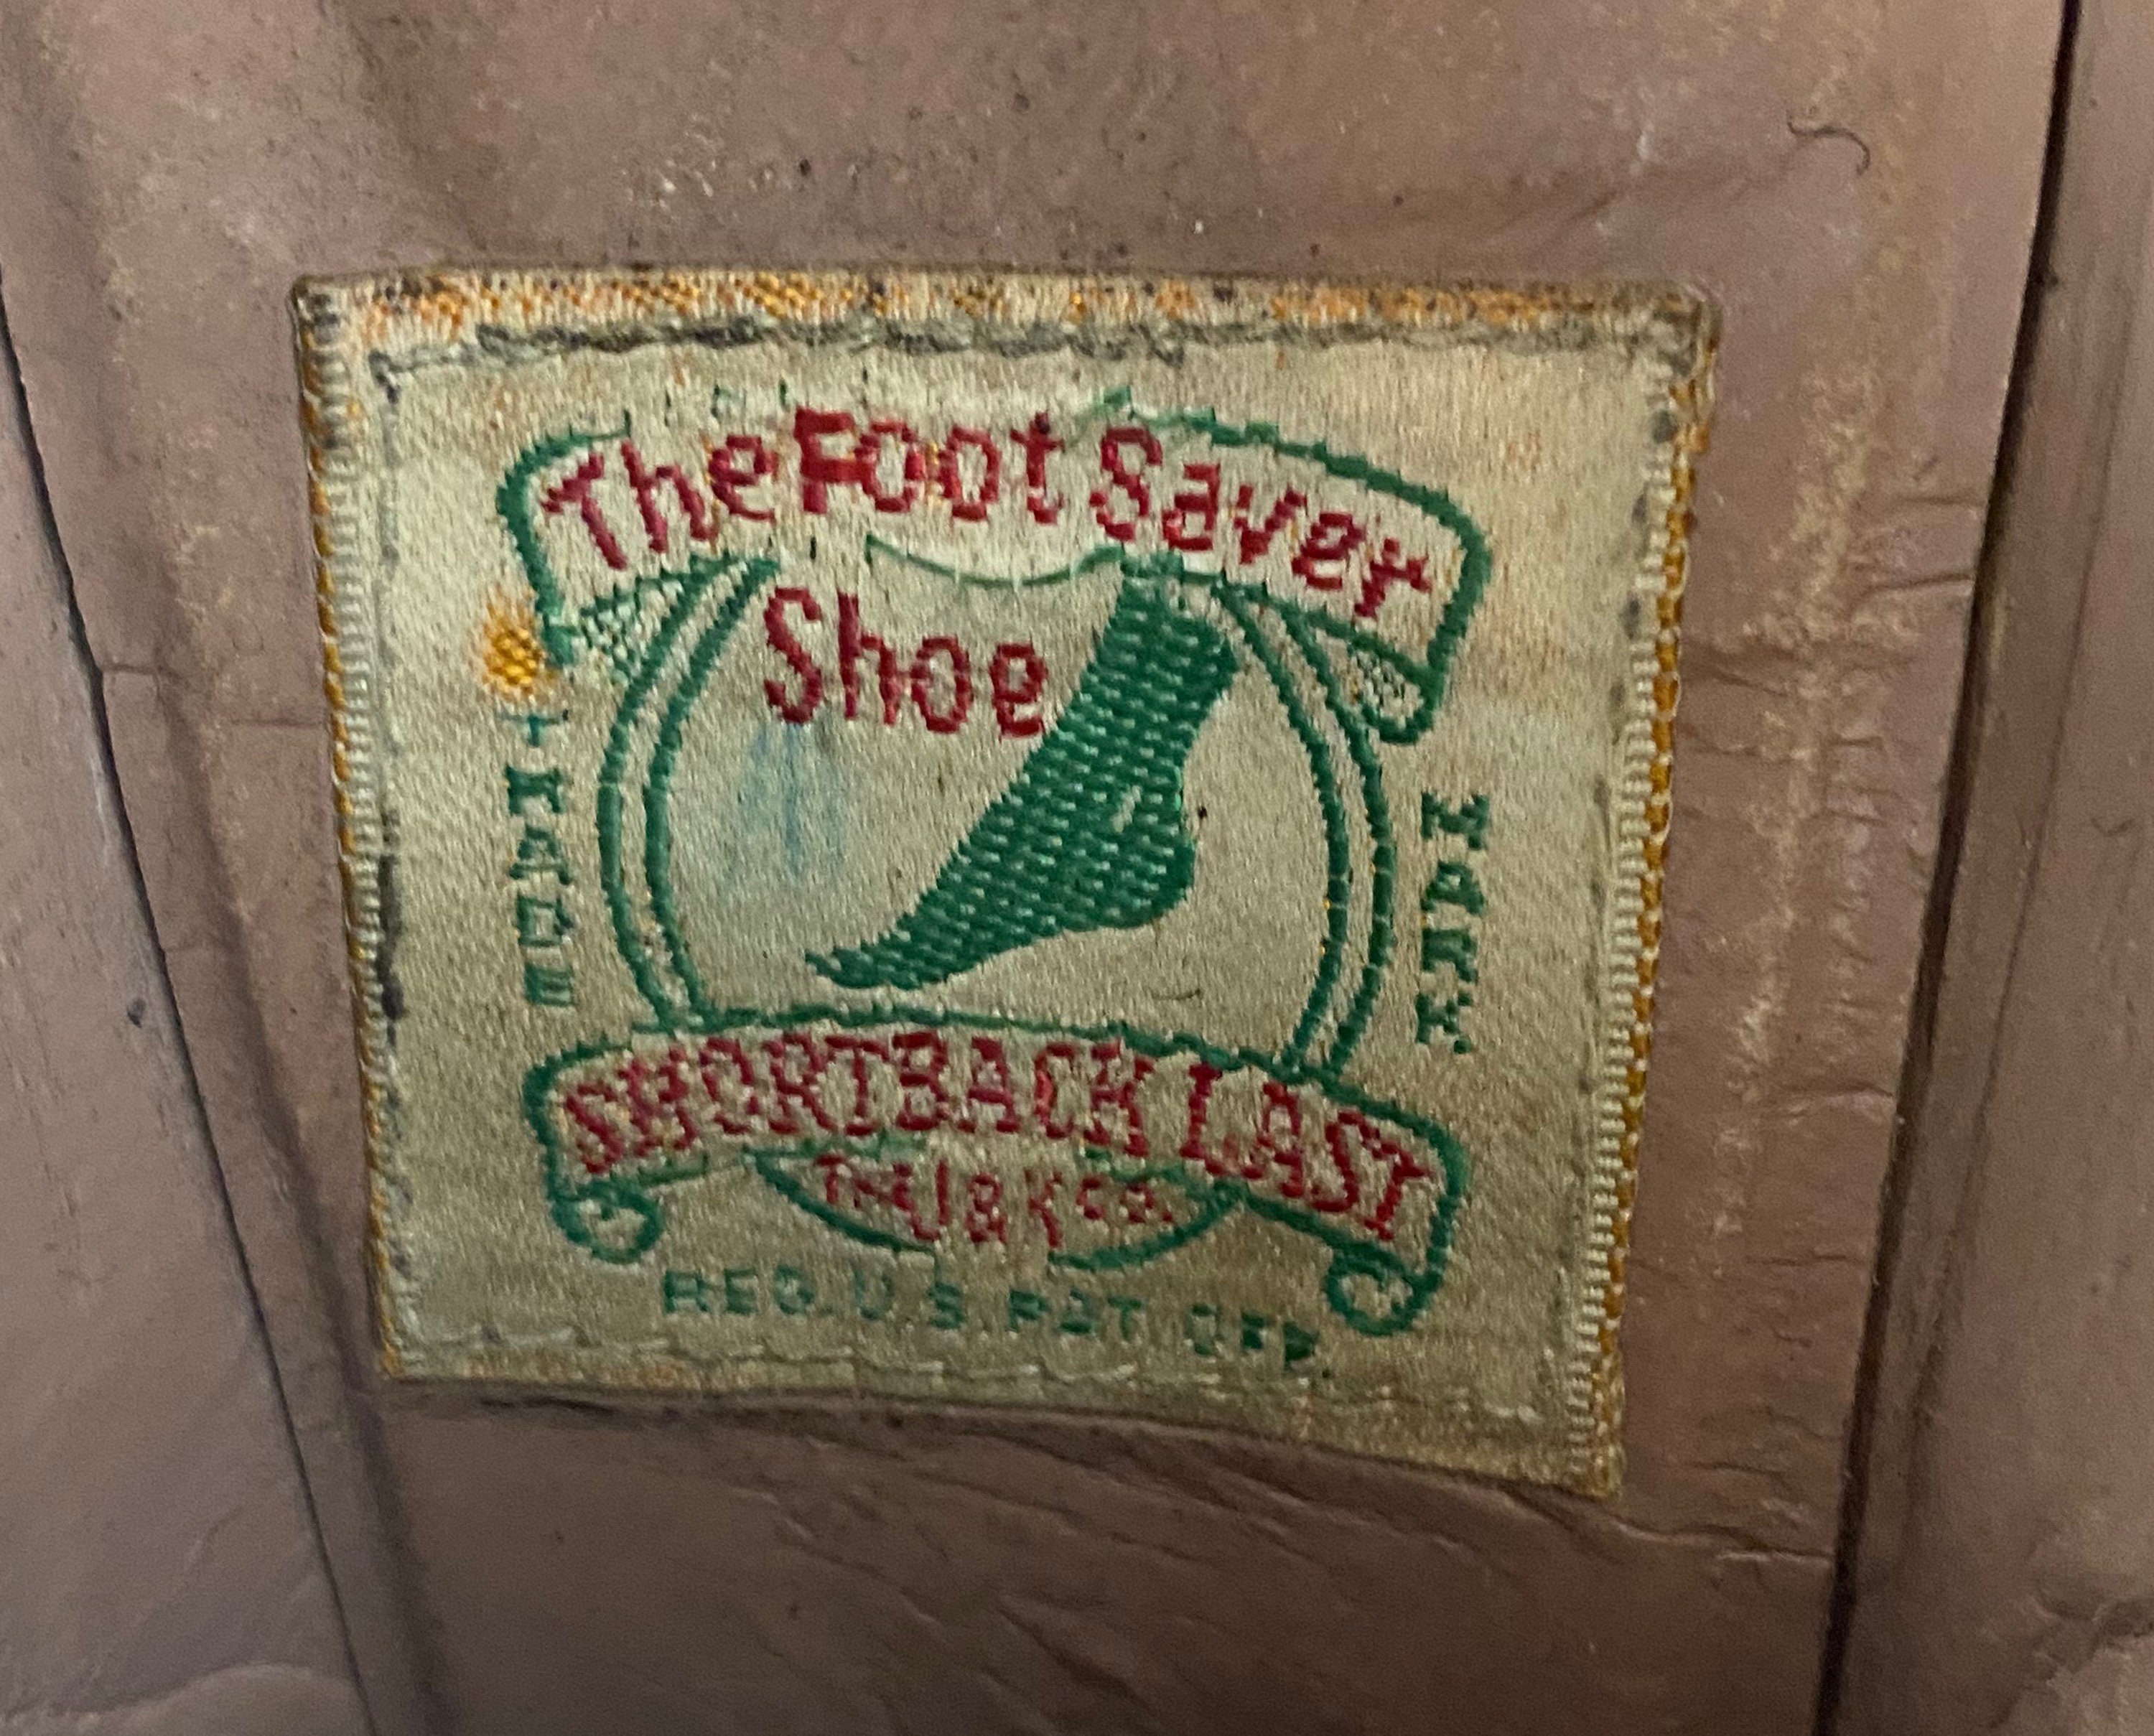 The Foot Saver
Shoe
TRADE
MARK
SHORTBACK LAST
THE J & K CO.
REG. U.S. PAT. OFF.